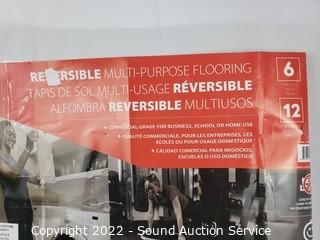 REVERSIBLE MULTI-PURPOSE FLOORING
TAPIS DE SOL MULTI-USAGE RÉVERSIBLE
ALFOMBRA REVERSIBLE MULTIUSOS
6
12
• COMMERCIAL GRADE FOR BUSINESS, SCHOOL, OR HOME USE
• QUALITÉ COMMERCIALE, POUR LES ENTREPRISES, LES
ÉCOLES OU POUR USAGE DOMESTIQUE
• CALIDAD COMERCIAL PARA NEGOCIOS,
ESCUELAS O USO DOMÉSTICO
Copyright 2022 - Sound Auction Service